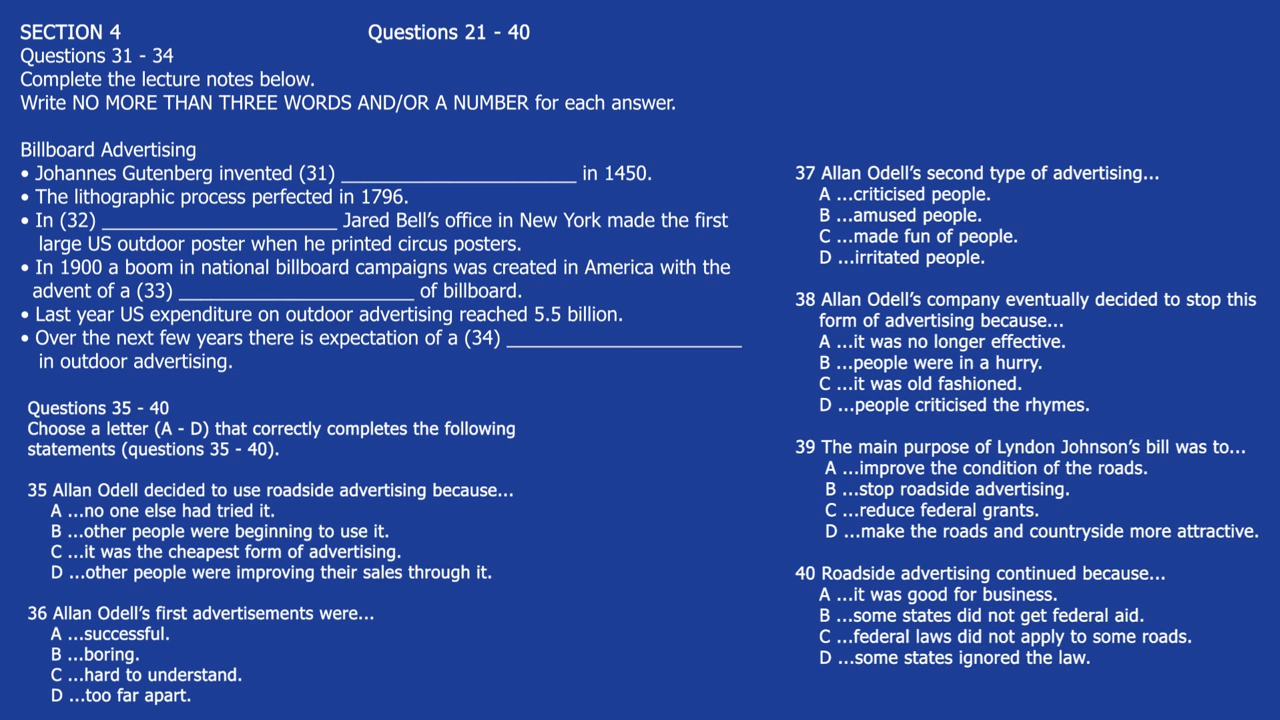 SECTION 4 Questions 21 - 40
Questions 31 - 34
Complete the lecture notes below.
Write NO MORE THAN THREE WORDS AND/OR A NUMBER for each answer.
Billboard Advertising
• Johannes Gutenberg invented (31) ______________________ in 1450.
• The lithographic process perfected in 1796.
• In (32) ______________________ Jared Bell’s office in New York made the first
large US outdoor poster when he printed circus posters.
• In 1900 a boom in national billboard campaigns was created in America with the
advent of a (33) ______________________ of billboard.
• Last year US expenditure on outdoor advertising reached 5.5 billion.
• Over the next few years there is expectation of a (34) ______________________
in outdoor advertising.
Questions 35 - 40
Choose a letter (A - D) that correctly completes the following
statements (questions 35 - 40).
35 Allan Odell decided to use roadside advertising because...
A ...no one else had tried it.
B ...other people were beginning to use it.
C ...it was the cheapest form of advertising.
D ...other people were improving their sales through it.
36 Allan Odell’s first advertisements were...
A ...successful.
B ...boring.
C ...hard to understand.
D ...too far apart.
37 Allan Odell’s second type of advertising...
A ...criticised people.
B ...amused people.
C ...made fun of people.
D ...irritated people.
38 Allan Odell’s company eventually decided to stop this
form of advertising because...
A ...it was no longer effective.
B ...people were in a hurry.
C ...it was old fashioned.
D ...people criticised the rhymes.
39 The main purpose of Lyndon Johnson’s bill was to...
A ...improve the condition of the roads.
B ...stop roadside advertising.
C ...reduce federal grants.
D ...make the roads and countryside more attractive.
40 Roadside advertising continued because...
A ...it was good for business.
B ...some states did not get federal aid.
C ...federal laws did not apply to some roads.
D ...some states ignored the law.